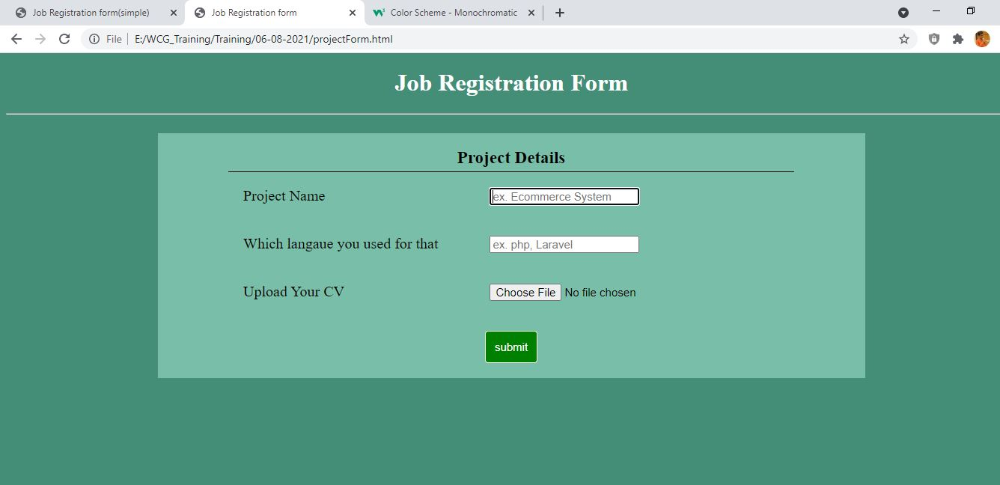 Job Registration form(simple)
Job Registration form
Color Scheme - Monochromatic
File
E:/WCG_Training/Training/06-08-2021/projectForm.html
Job Registration Form
Project Details
Project Name
ex. Ecommerce System
Which langaue you used for that
ex. php, Laravel
Upload Your CV
Choose File No file chosen
submit